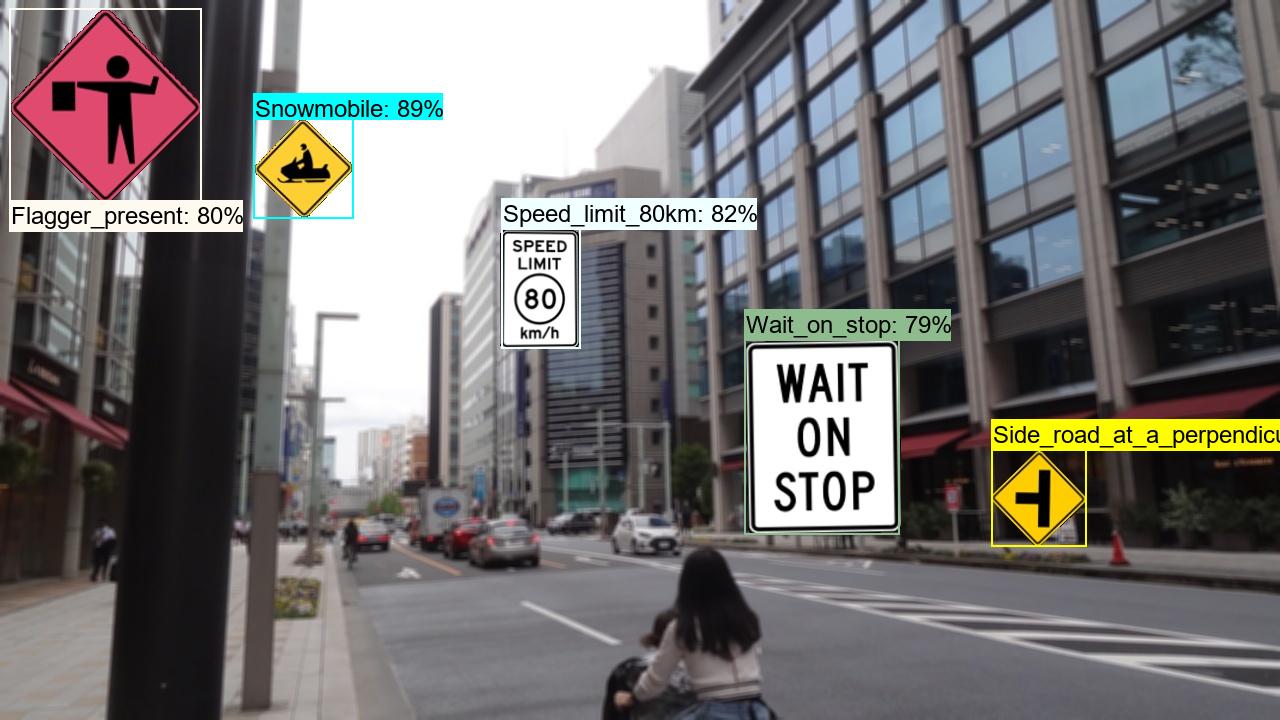 Snowmobile: 89%
Flagger_present: 80%
Speed_limit_80km: 82%
SPEED
LIMIT
80
km/h
Wait_on_stop: 79%
WAIT
ON
STOP
Side_road_at_a_perpendicu